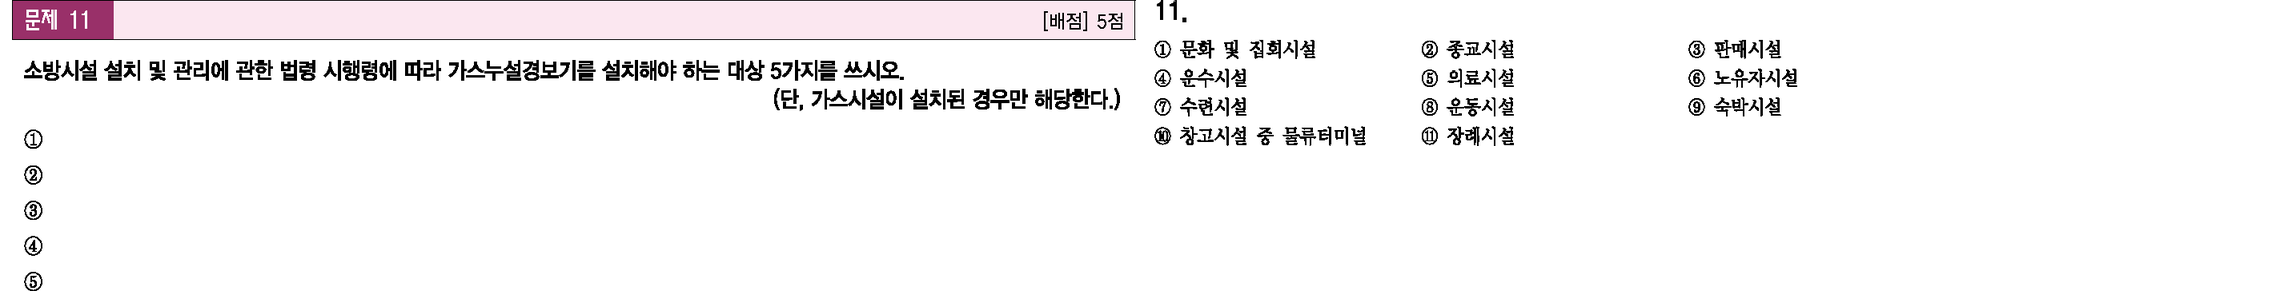 문제 11 [배점] 5점
소방시설 설치 및 관리에 관한 법령 시행령에 따라 가스누설경보기를 설치해야 하는 대상 5가지를 쓰시오.
(단, 가스시설이 설치된 경우만 해당한다.)
①
②
③
④
⑤
11.
① 문화 및 집회시설 ② 종교시설 ③ 판매시설
④ 운수시설 ⑤ 의료시설 ⑥ 노유자시설
⑦ 수련시설 ⑧ 운동시설 ⑨ 숙박시설
⑩ 창고시설 중 물류터미널 ⑪ 장례시설